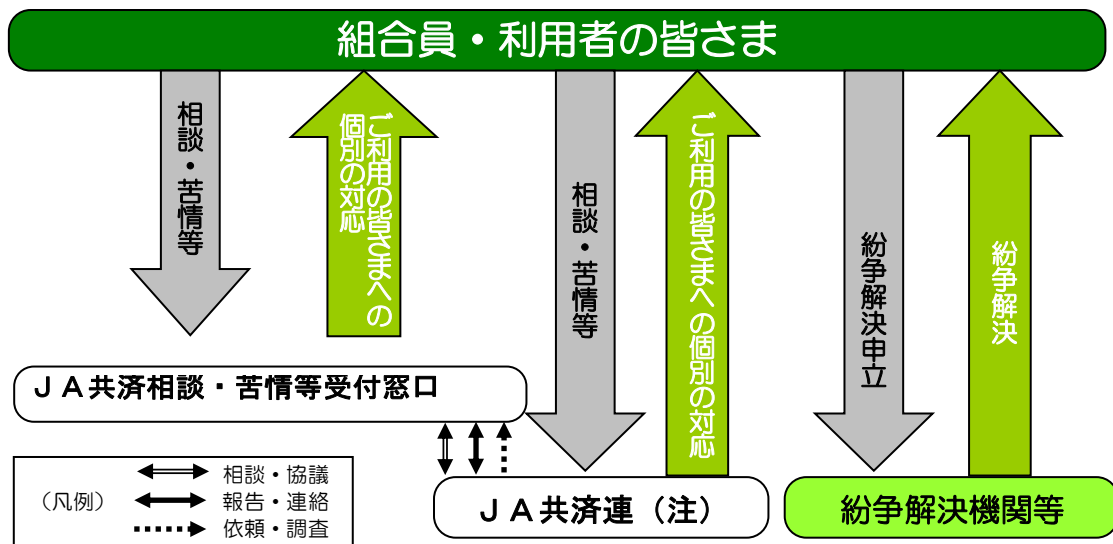 組合員・利用者の皆さま
相談・苦情等
ご利用の皆さまへの
個別の対応
相談・苦情等
ご利用の皆さまへの個別の対応
紛争解決申立
紛争解決
ＪＡ共済相談・苦情等受付窓口
ＪＡ共済連（注）
紛争解決機関等
（凡例）
相談・協議
報告・連絡
依頼・調査